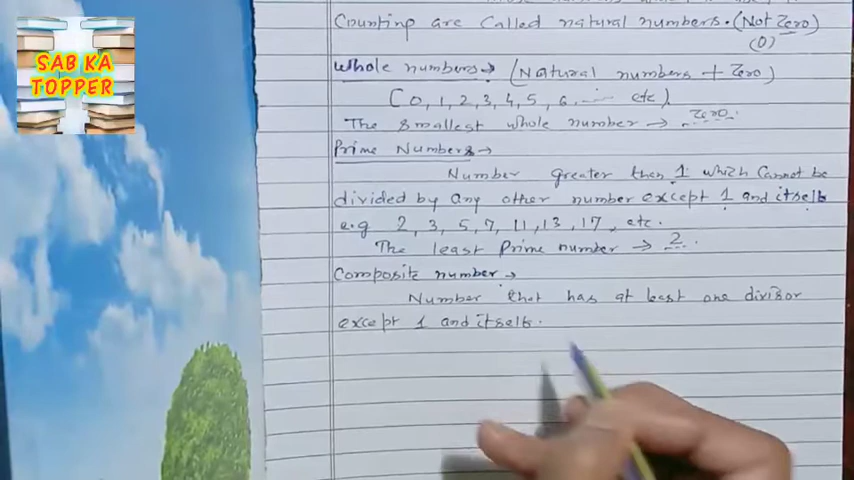 SAB KA
TOPPER
Counting are Called natural numbers. (Not Zero)
(0)
Whole numbers → (Natural numbers + Zero)
(0, 1, 2, 3, 4, 5, 6, ...... etc)
The smallest whole number → Zero.
Prime Numbers →
Number greater then 1 which Cannot be
divided by any other number except 1 and itself
e.g 2, 3, 5, 7, 11, 13, 17, etc.
The least Prime number → 2.
Composite number →
Number that has at least one divisor
except 1 and itself.